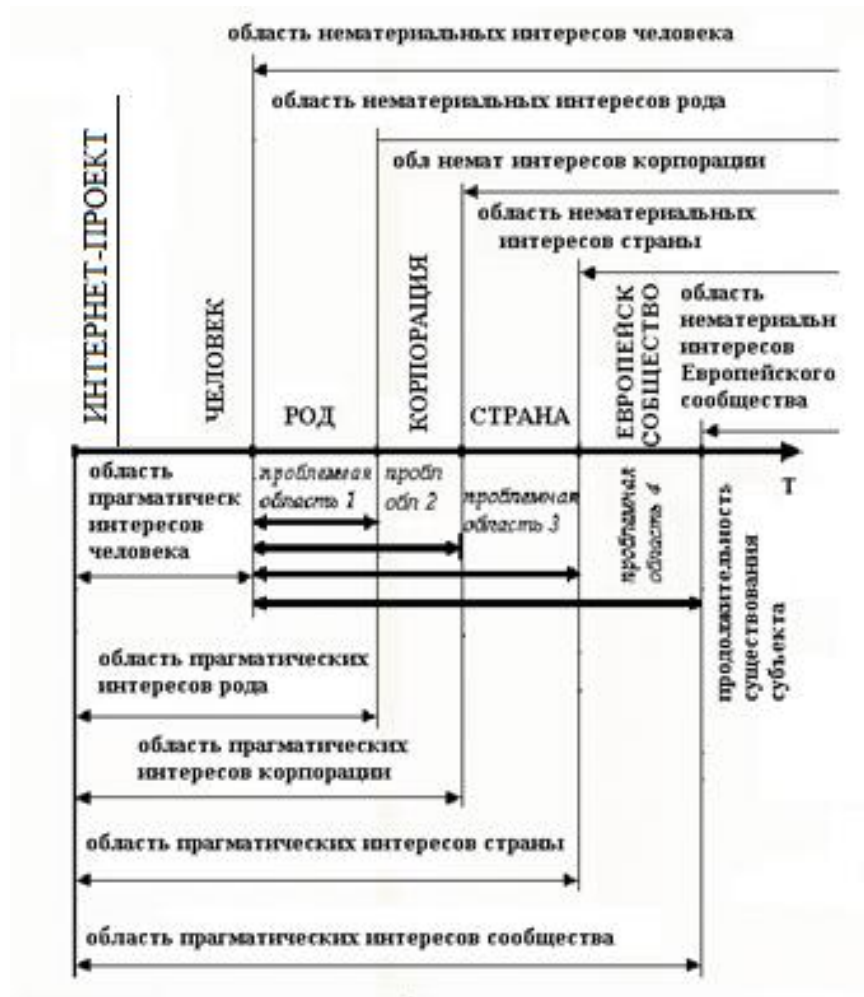 область нематериальных интересов человека
область нематериальных интересов рода
обл немат интересов корпорации
область нематериальных
интересов страны
область
нематериальн
интересов
Европейского
сообщества
ИНТЕРНЕТ-ПРОЕКТ
ЧЕЛОВЕК
РОД
КОРПОРАЦИЯ
СТРАНА
ЕВРОПЕЙСК
СОБЩЕСТВО
T
область
прагматическ
интересов
человека
проблемная
область 1
пробл
обл 2
проблемная
область 3
проблемная
область 4
продолжительность
существования
субъекта
область прагматических
интересов рода
область прагматических
интересов корпорации
область прагматических интересов страны
область прагматических интересов сообщества